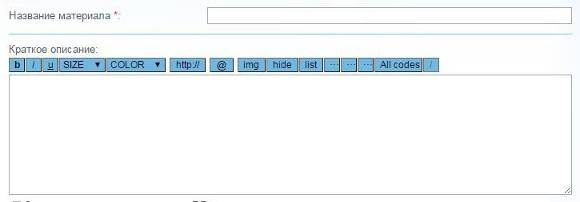 Название материала *:
Краткое описание:
b i u SIZE COLOR http:// @ img hide list ... ... ... All codes /